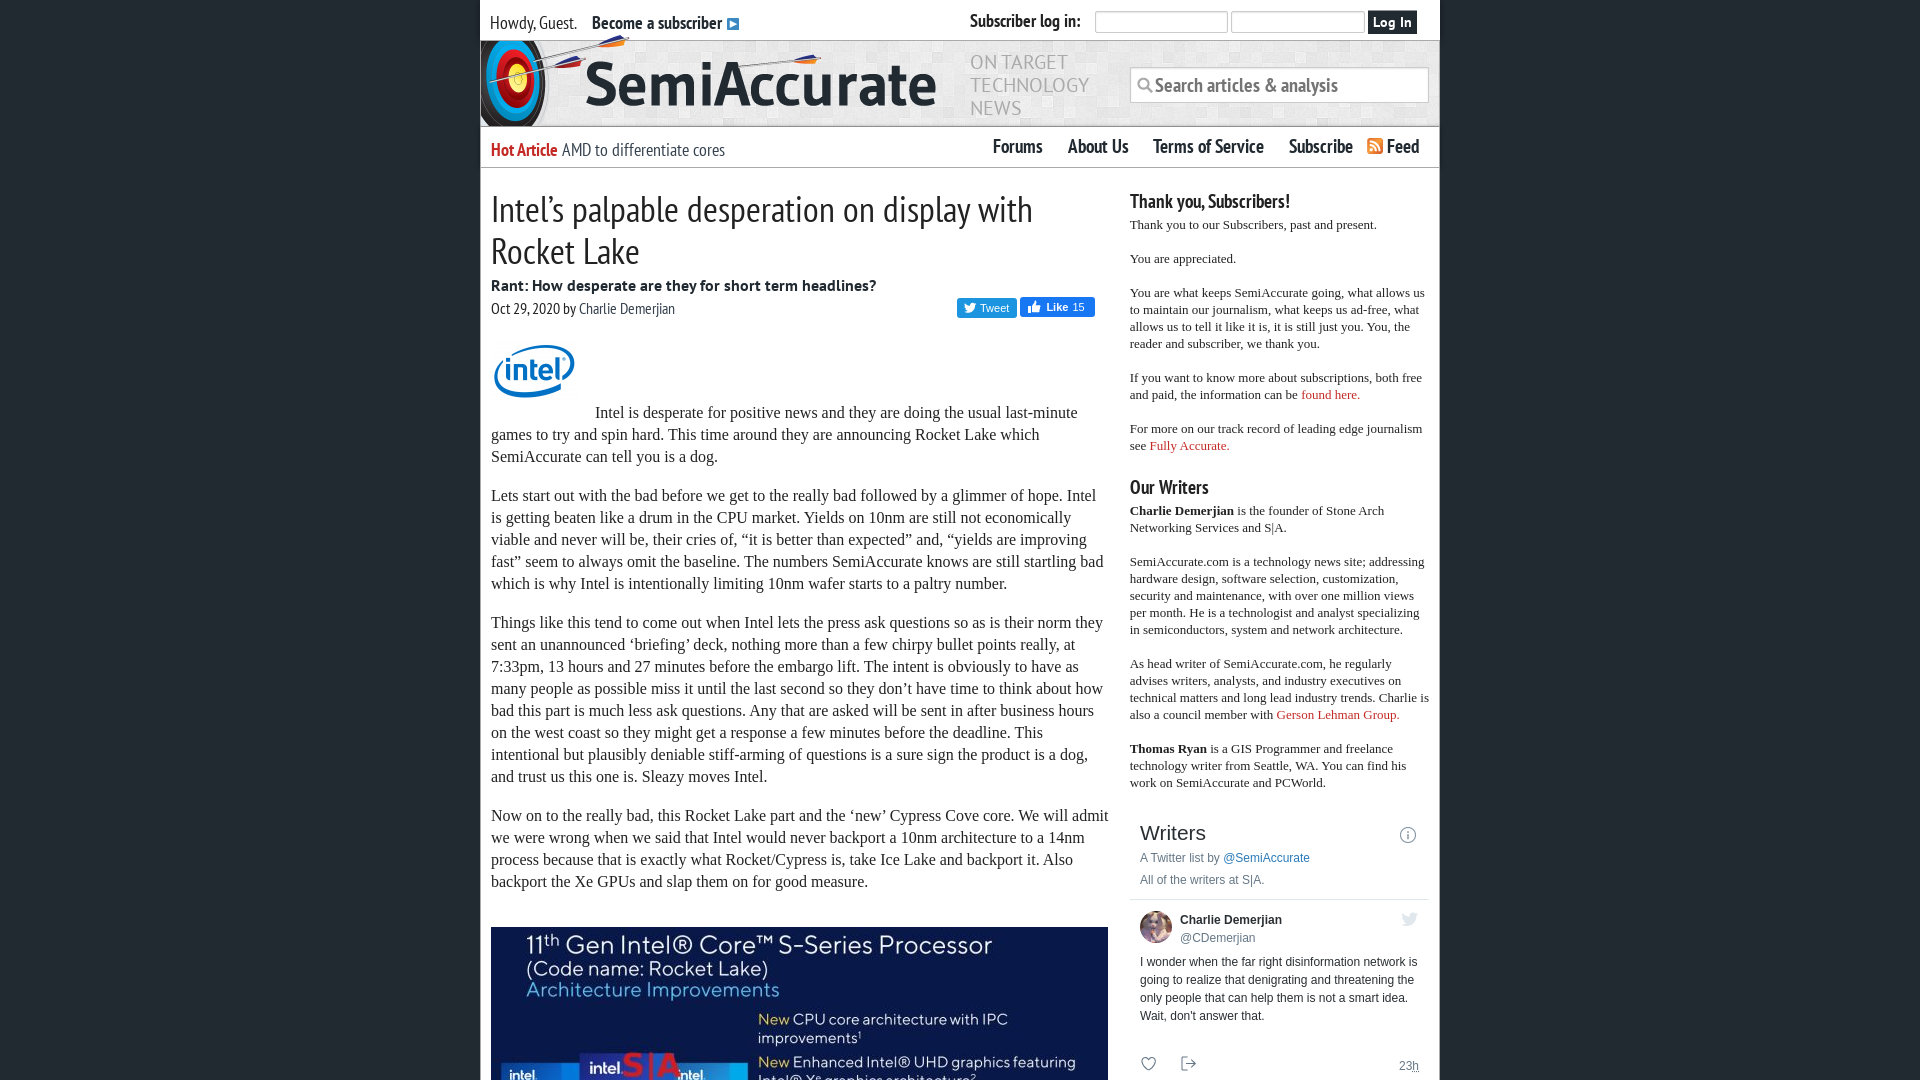 Howdy, Guest. Become a subscriber
Subscriber log in:
Log In
SemiAccurate
ON TARGET
TECHNOLOGY
NEWS
Search articles & analysis
Hot Article AMD to differentiate cores
Forums About Us Terms of Service Subscribe Feed
Intel’s palpable desperation on display with
Rocket Lake
Rant: How desperate are they for short term headlines?
Oct 29, 2020 by Charlie Demerjian
Tweet
Like 15
intel
Intel is desperate for positive news and they are doing the usual last-minute
games to try and spin hard. This time around they are announcing Rocket Lake which
SemiAccurate can tell you is a dog.
Lets start out with the bad before we get to the really bad followed by a glimmer of hope. Intel
is getting beaten like a drum in the CPU market. Yields on 10nm are still not economically
viable and never will be, their cries of, “it is better than expected” and, “yields are improving
fast” seem to always omit the baseline. The numbers SemiAccurate knows are still startling bad
which is why Intel is intentionally limiting 10nm wafer starts to a paltry number.
Things like this tend to come out when Intel lets the press ask questions so as is their norm they
sent an unannounced ‘briefing’ deck, nothing more than a few chirpy bullet points really, at
7:33pm, 13 hours and 27 minutes before the embargo lift. The intent is obviously to have as
many people as possible miss it until the last second so they don’t have time to think about how
bad this part is much less ask questions. Any that are asked will be sent in after business hours
on the west coast so they might get a response a few minutes before the deadline. This
intentional but plausibly deniable stiff-arming of questions is a sure sign the product is a dog,
and trust us this one is. Sleazy moves Intel.
Now on to the really bad, this Rocket Lake part and the ‘new’ Cypress Cove core. We will admit
we were wrong when we said that Intel would never backport a 10nm architecture to a 14nm
process because that is exactly what Rocket/Cypress is, take Ice Lake and backport it. Also
backport the Xe GPUs and slap them on for good measure.
11th Gen Intel® Core™ S-Series Processor
(Code name: Rocket Lake)
Architecture Improvements
New CPU core architecture with IPC
improvements1
New Enhanced Intel® UHD graphics featuring
Intel® Xe graphics architecture2
intel.
intel.
S|A
intel.
Thank you, Subscribers!
Thank you to our Subscribers, past and present.
You are appreciated.
You are what keeps SemiAccurate going, what allows us
to maintain our journalism, what keeps us ad-free, what
allows us to tell it like it is, it is still just you. You, the
reader and subscriber, we thank you.
If you want to know more about subscriptions, both free
and paid, the information can be found here.
For more on our track record of leading edge journalism
see Fully Accurate.
Our Writers
Charlie Demerjian is the founder of Stone Arch
Networking Services and S|A.
SemiAccurate.com is a technology news site; addressing
hardware design, software selection, customization,
security and maintenance, with over one million views
per month. He is a technologist and analyst specializing
in semiconductors, system and network architecture.
As head writer of SemiAccurate.com, he regularly
advises writers, analysts, and industry executives on
technical matters and long lead industry trends. Charlie is
also a council member with Gerson Lehman Group.
Thomas Ryan is a GIS Programmer and freelance
technology writer from Seattle, WA. You can find his
work on SemiAccurate and PCWorld.
Writers
A Twitter list by @SemiAccurate
All of the writers at S|A.
Charlie Demerjian
@CDemerjian
I wonder when the far right disinformation network is
going to realize that denigrating and threatening the
only people that can help them is not a smart idea.
Wait, don't answer that.
23h